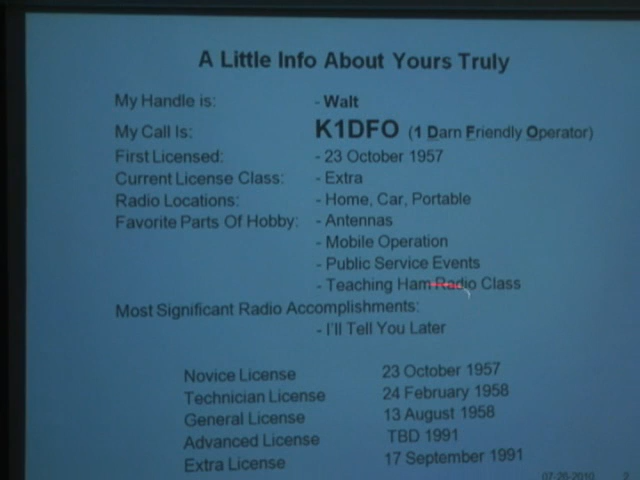 A Little Info About Yours Truly
My Handle is: - Walt
My Call Is: K1DFO (1 Darn Friendly Operator)
First Licensed: - 23 October 1957
Current License Class: - Extra
Radio Locations: - Home, Car, Portable
Favorite Parts Of Hobby: - Antennas
- Mobile Operation
- Public Service Events
- Teaching Ham Radio Class
Most Significant Radio Accomplishments:
- I'll Tell You Later
Novice License 23 October 1957
Technician License 24 February 1958
General License 13 August 1958
Advanced License TBD 1991
Extra License 17 September 1991
07-26-2010 2